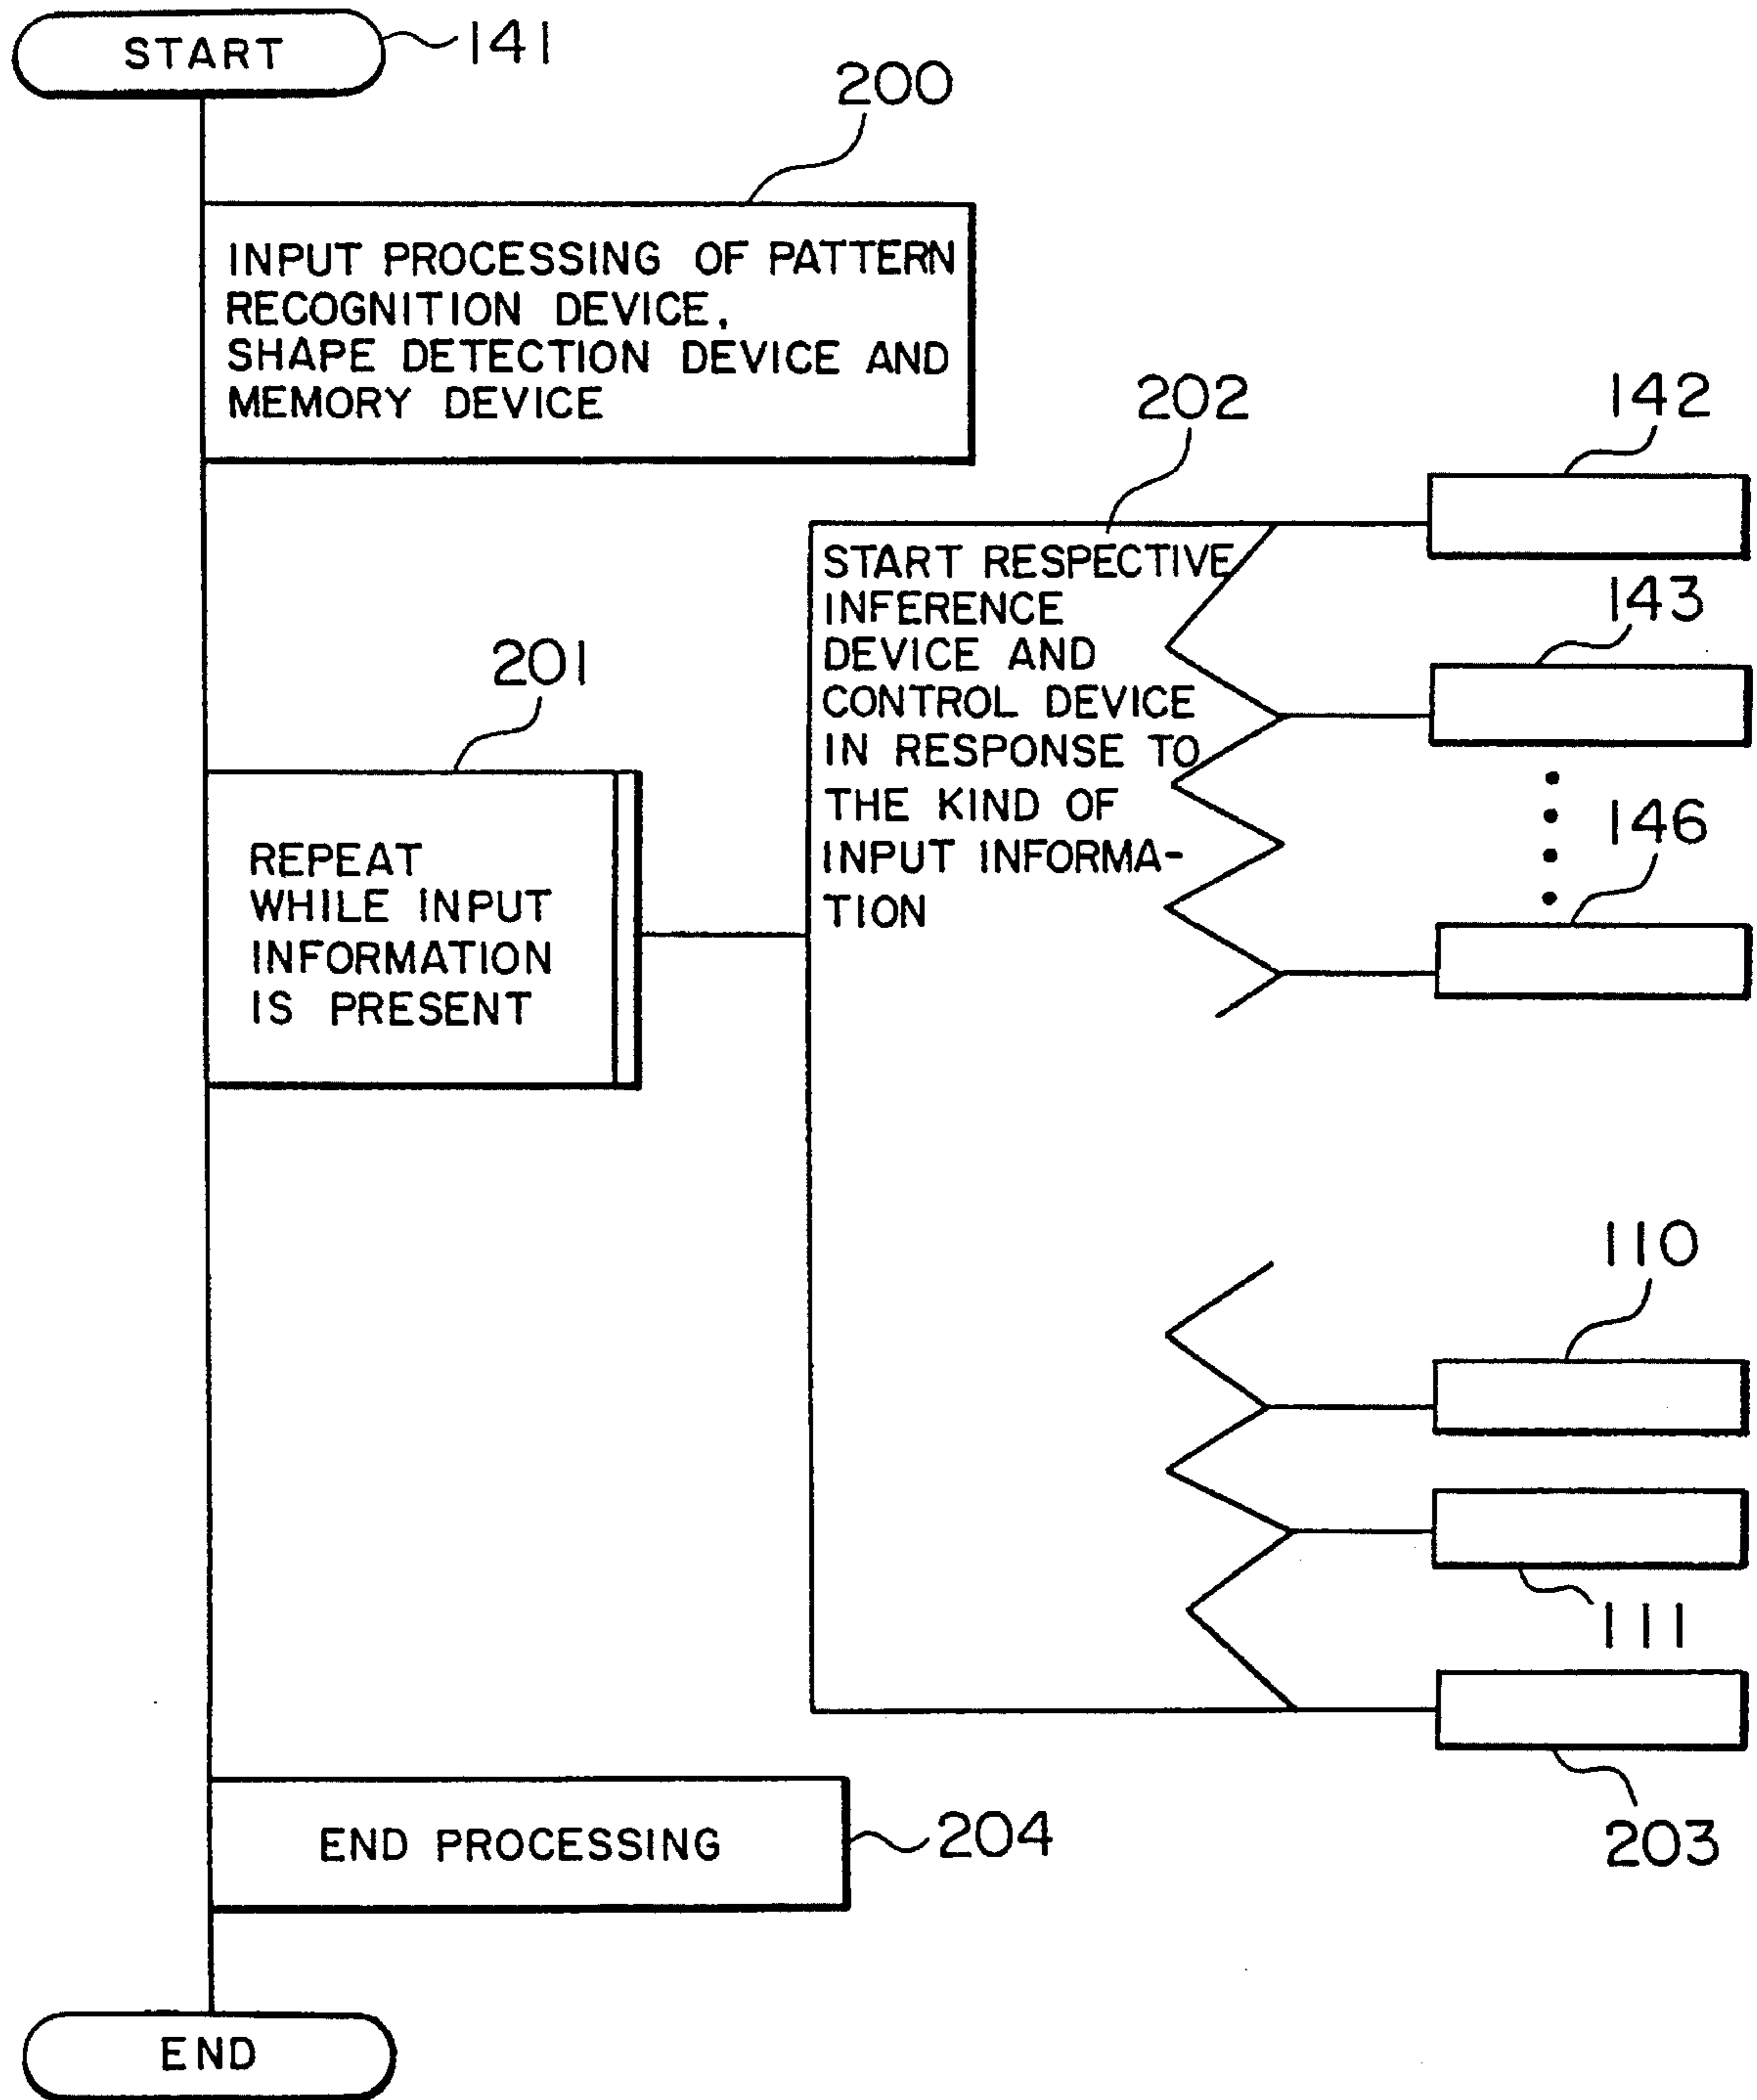 START
141
200
INPUT PROCESSING OF PATTERN
RECOGNITION DEVICE,
SHAPE DETECTION DEVICE AND
MEMORY DEVICE
202
142
START RESPECTIVE
INFERENCE
DEVICE AND
CONTROL DEVICE
IN RESPONSE TO
THE KIND OF
INPUT INFORMA-
TION
143
146
201
REPEAT
WHILE INPUT
INFORMATION
IS PRESENT
110
111
203
END PROCESSING
204
END